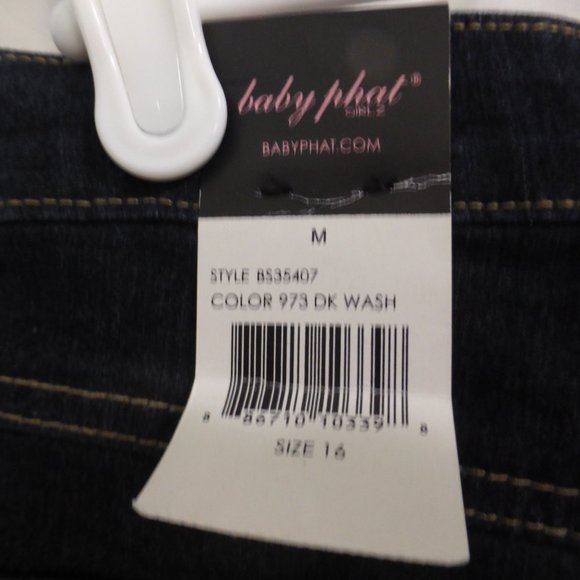 baby phat®
GIRLZ
BABYPHAT.COM
M
STYLE BS35407
COLOR 973 DK WASH
8 86710 10339 8
SIZE 16